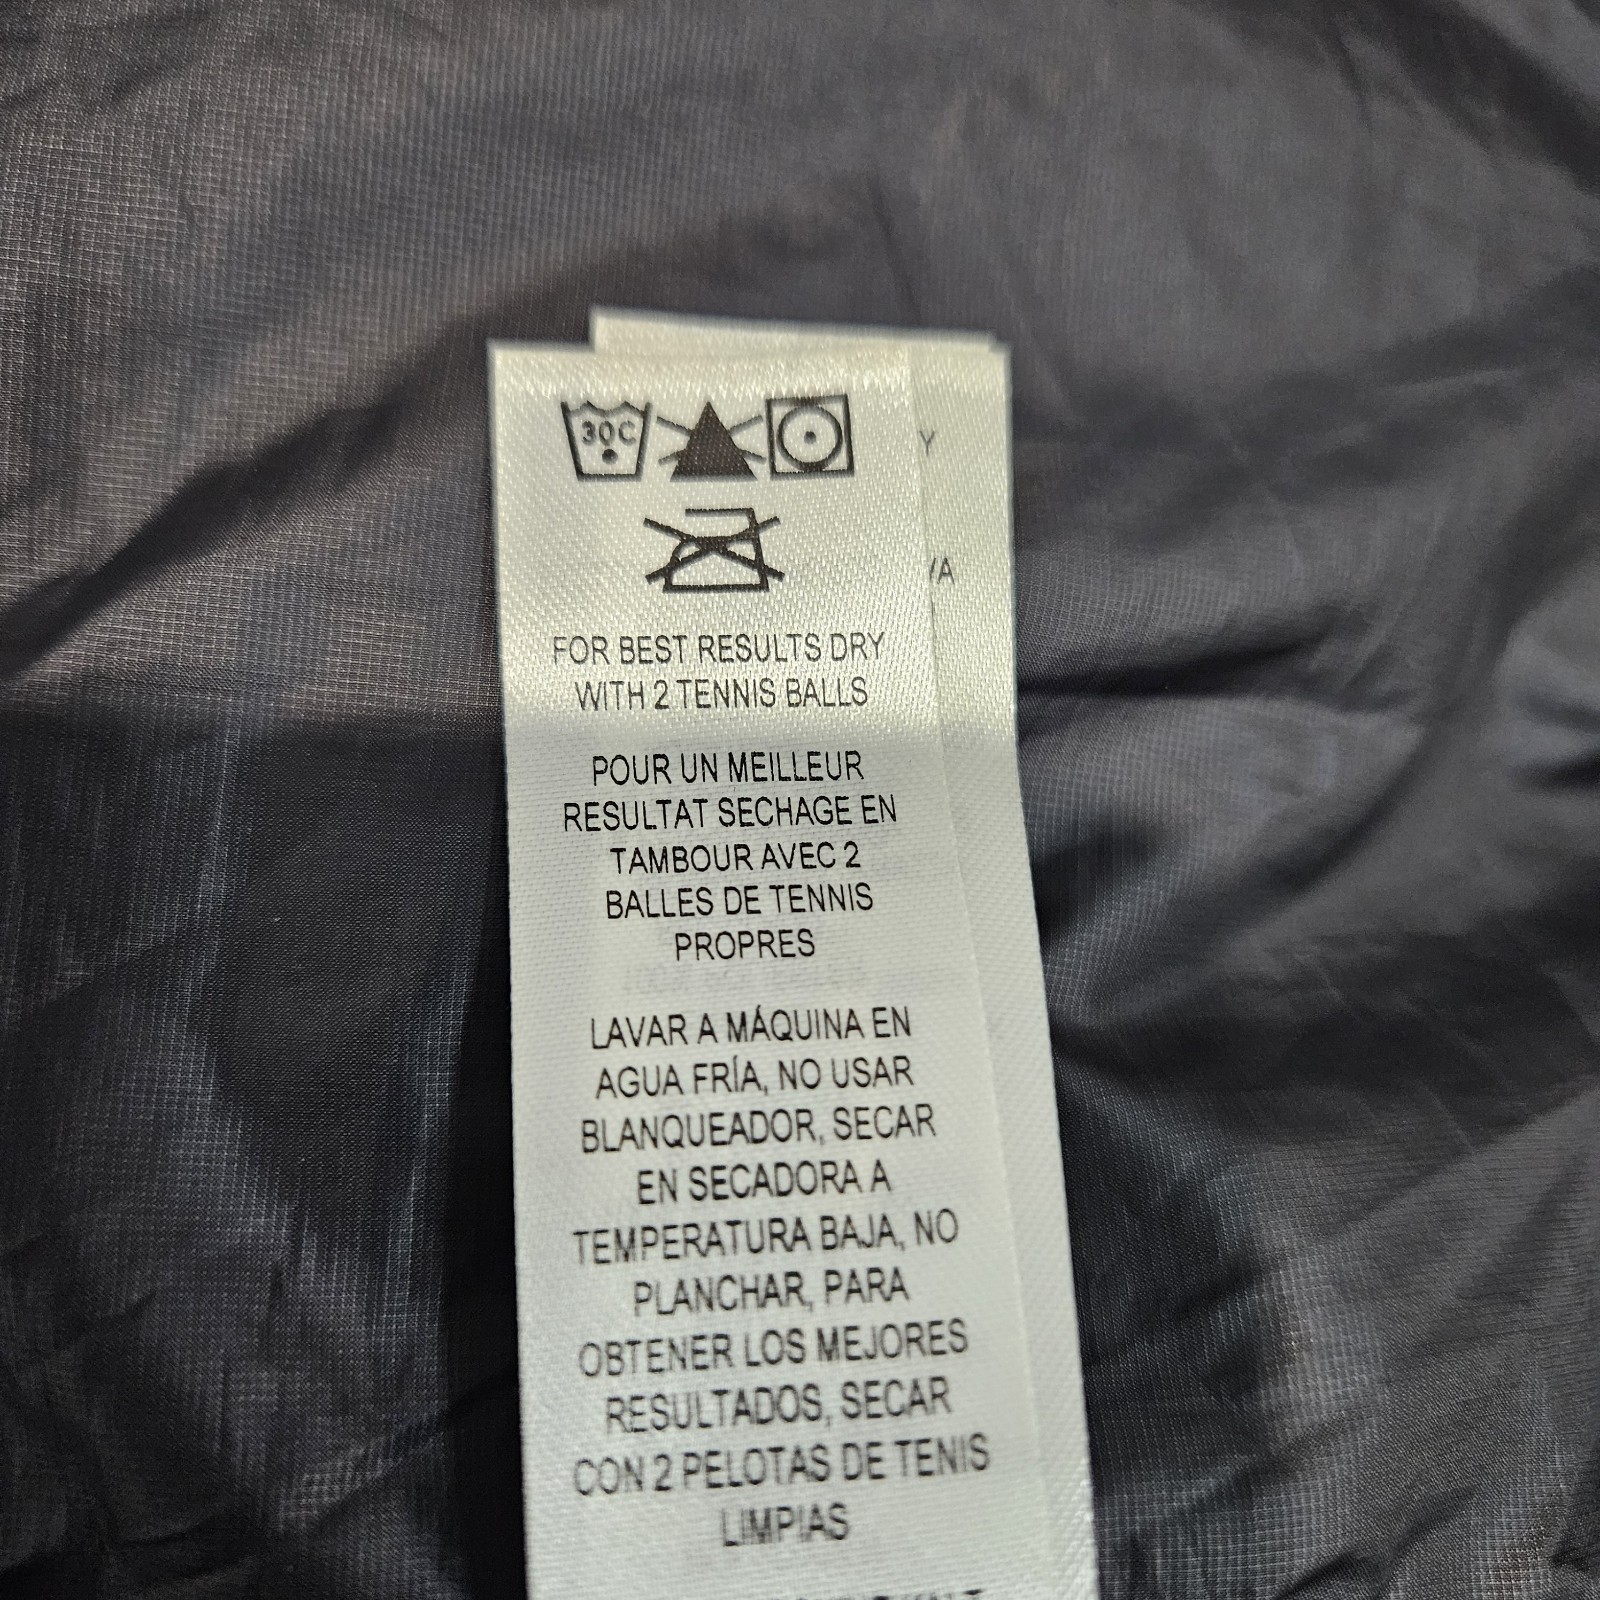 30C
Y
/A
FOR BEST RESULTS DRY
WITH 2 TENNIS BALLS
POUR UN MEILLEUR
RESULTAT SECHAGE EN
TAMBOUR AVEC 2
BALLES DE TENNIS
PROPRES
LAVAR A MÁQUINA EN
AGUA FRÍA, NO USAR
BLANQUEADOR, SECAR
EN SECADORA A
TEMPERATURA BAJA, NO
PLANCHAR, PARA
OBTENER LOS MEJORES
RESULTADOS, SECAR
CON 2 PELOTAS DE TENIS
LIMPIAS